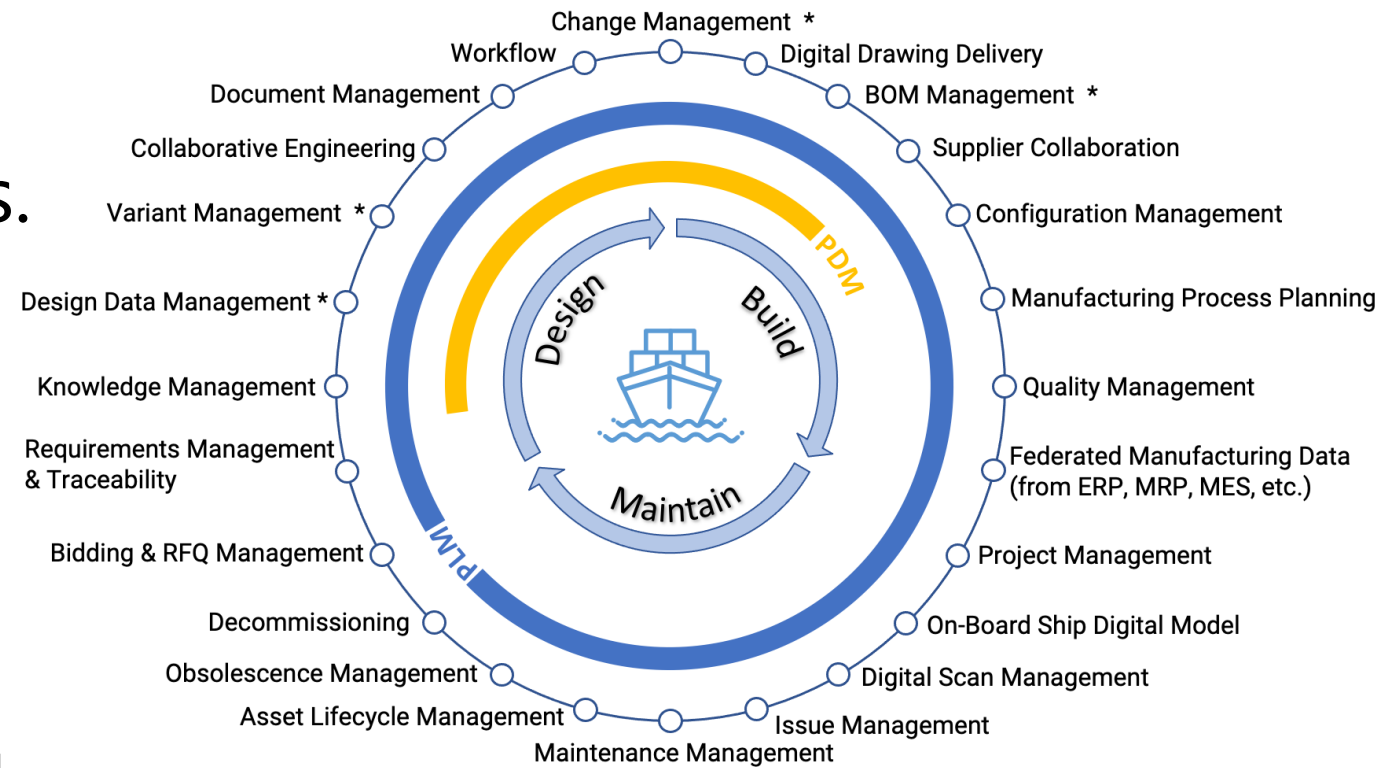 Change Management *
Workflow
Digital Drawing Delivery
Document Management
BOM Management *
Collaborative Engineering
Supplier Collaboration
s.
Variant Management *
Configuration Management
PDM
Design
Build
Design Data Management *
Manufacturing Process Planning
Knowledge Management
Quality Management
Requirements Management
& Traceability
Federated Manufacturing Data
(from ERP, MRP, MES, etc.)
Maintain
Bidding & RFQ Management
PLM
Project Management
Decommissioning
On-Board Ship Digital Model
Obsolescence Management
Digital Scan Management
Asset Lifecycle Management
Issue Management
Maintenance Management